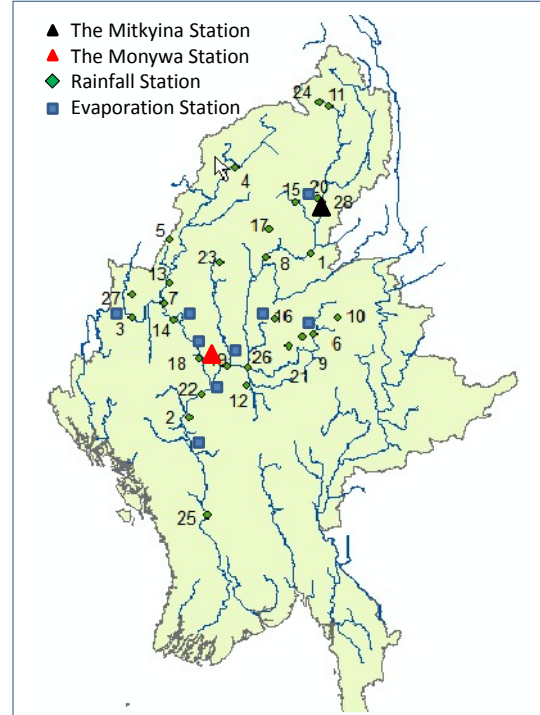 The Mitkyina Station
The Monywa Station
Rainfall Station
Evaporation Station
24 11
4
15 20
28
17
5
23 8 1
13
27 7
3 14 16 10
6
18 9 26 21 9
22 12
2
25